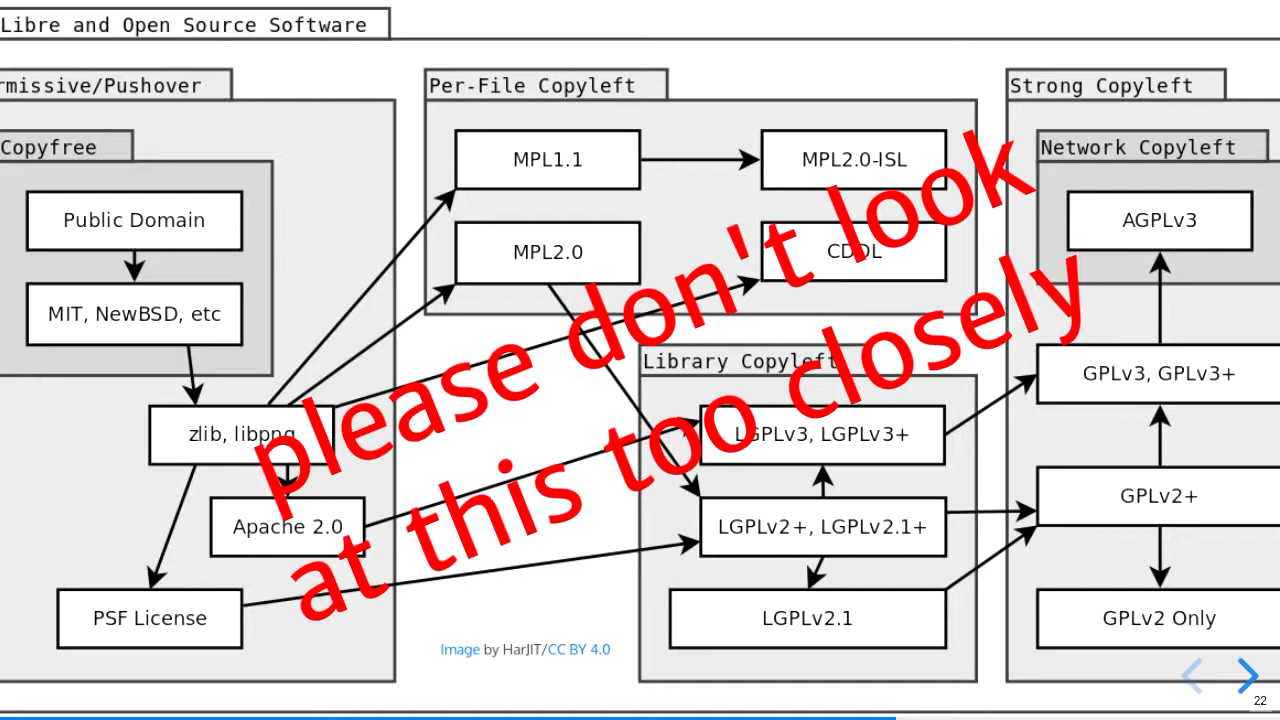 Libre and Open Source Software
rmissive/Pushover
Per-File Copyleft
Strong Copyleft
Copyfree
Network Copyleft
Public Domain
MIT, NewBSD, etc
zlib, libpng
Apache 2.0
PSF License
MPL1.1
MPL2.0-ISL
MPL2.0
CDDL
Library Copyleft
LGPLv3, LGPLv3+
LGPLv2+, LGPLv2.1+
LGPLv2.1
AGPLv3
GPLv3, GPLv3+
GPLv2+
GPLv2 Only
please don't look
at this too closely
Image by HarJIT/CC BY 4.0
22